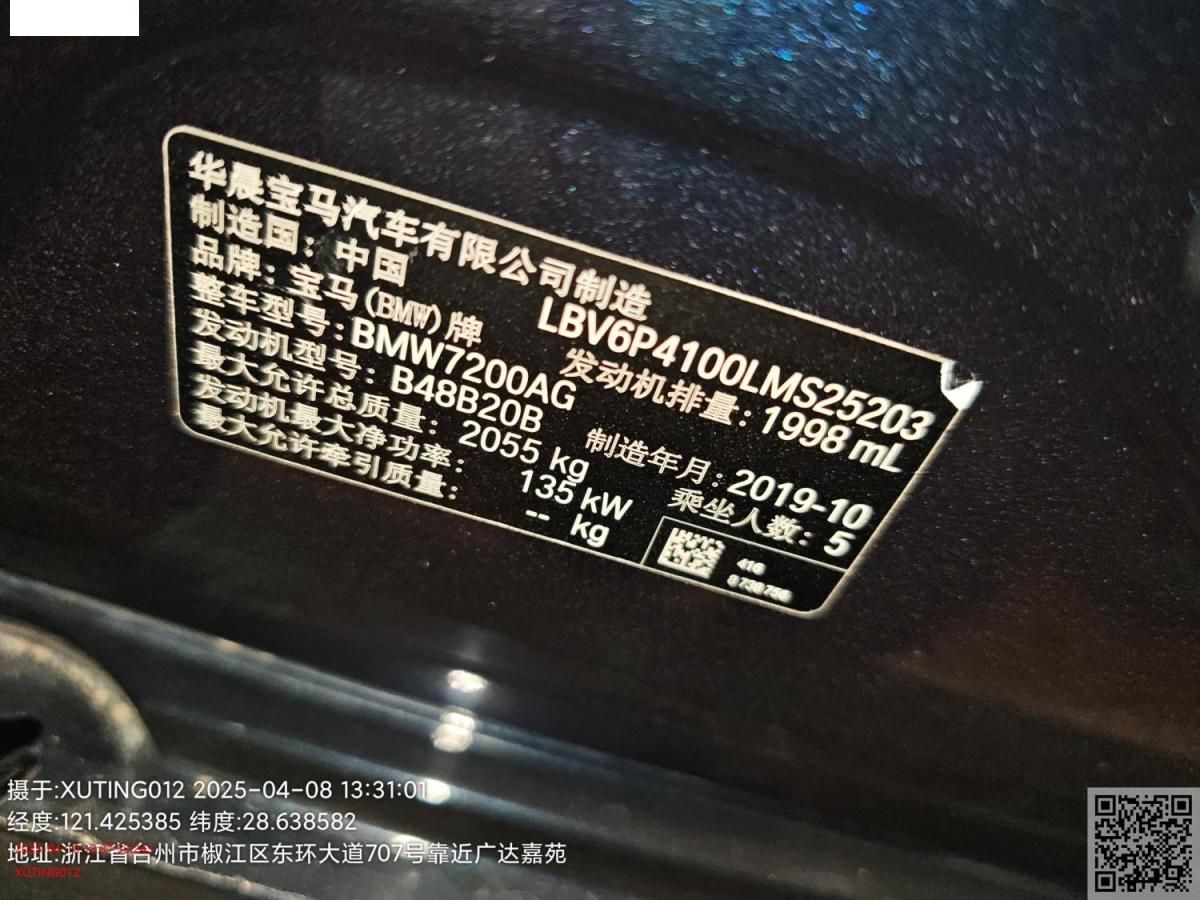 华晨宝马汽车有限公司制造
制造国：中国
LBV6P4100LMS25203
品牌：宝马(BMW)牌
发动机排量：1998 mL
整车型号：BMW7200AG
发动机型号：B48B20B
制造年月：2019-10
最大允许总质量：2055 kg
乘坐人数：5
发动机最大净功率：135 kW
最大允许牵引质量：-- kg
416
8738756
摄于:XUTING012 2025-04-08 13:31:01
经度:121.425385 纬度:28.638582
地址:浙江省台州市椒江区东环大道707号靠近广达嘉苑
XUTING012